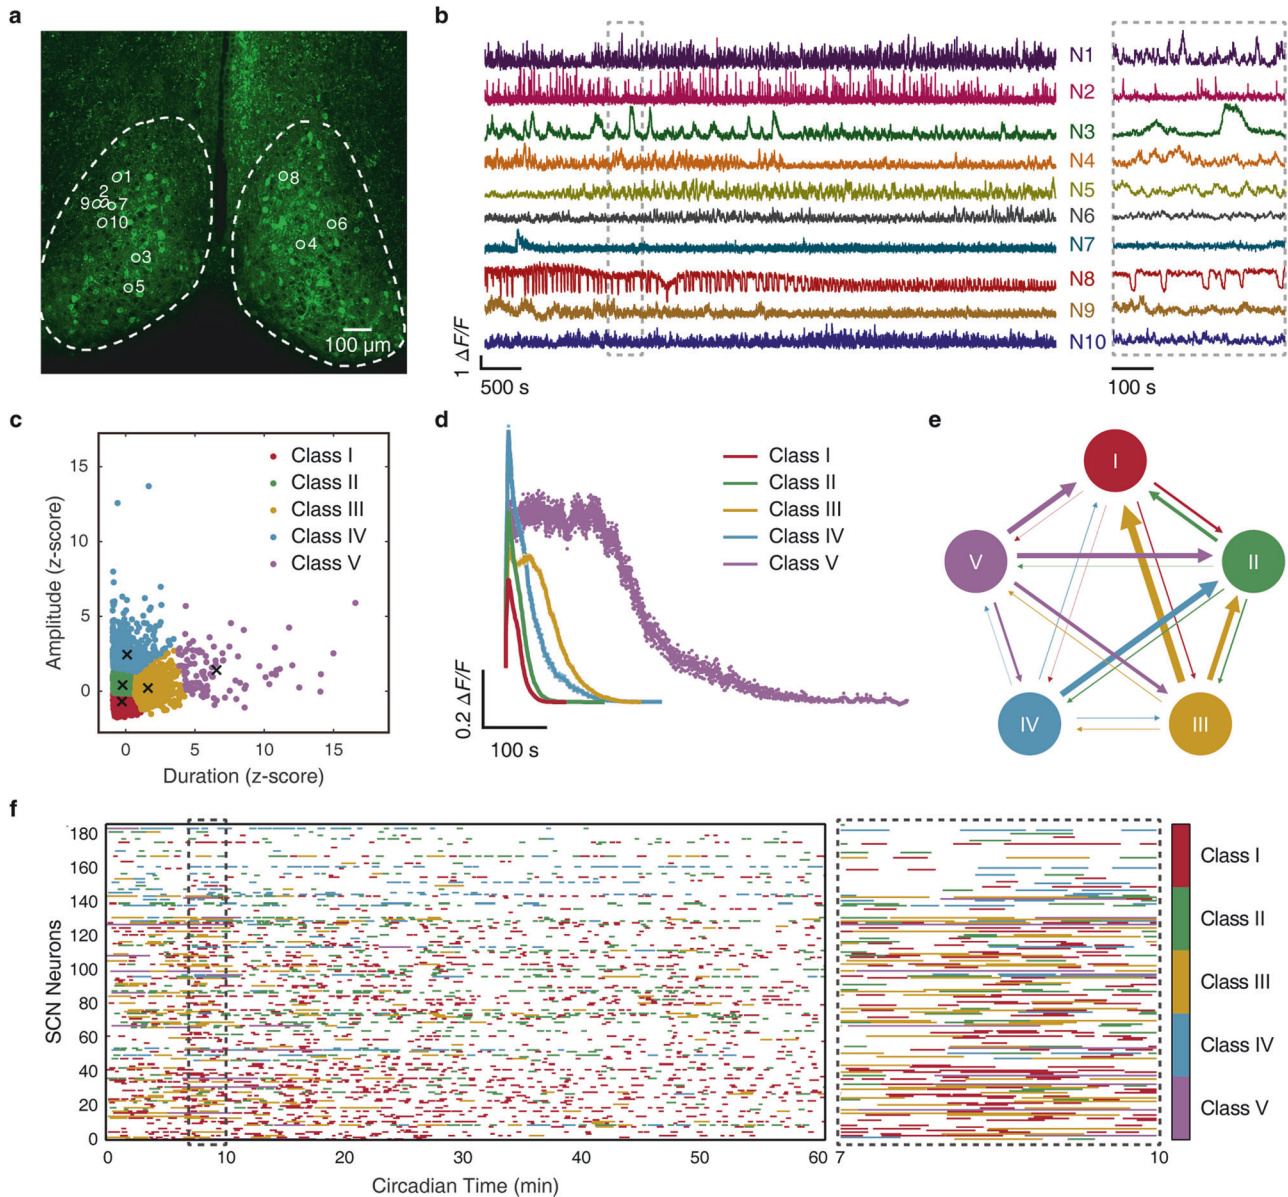 a
1
2
9
7
10
3
5
8
6
4
100 µm
b
N1
N2
N3
N4
N5
N6
N7
N8
N9
N10
1 ΔF/F
500 s
100 s
c
Class I
Class II
Class III
Class IV
Class V
15
10
5
0
0 5 10 15
Amplitude (z-score)
Duration (z-score)
d
Class I
Class II
Class III
Class IV
Class V
0.2 ΔF/F
100 s
e
I
V
II
IV
III
f
180
160
140
120
100
80
60
40
20
0
SCN Neurons
0 10 20 30 40 50 60
Circadian Time (min)
7 10
Class I
Class II
Class III
Class IV
Class V